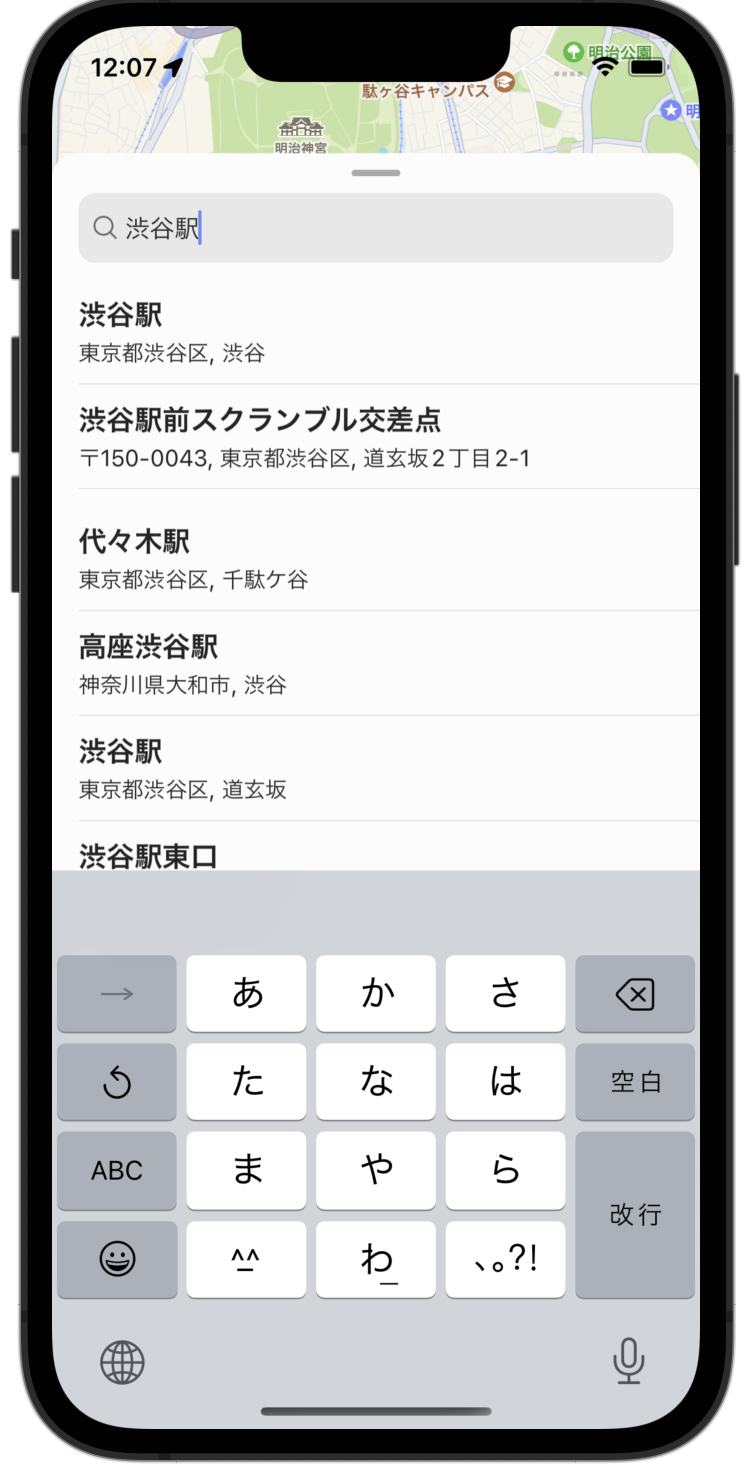 12:07
明治公園
駄ヶ谷キャンパス
明
明治神宮
渋谷駅
渋谷駅
東京都渋谷区, 渋谷
渋谷駅前スクランブル交差点
〒150-0043, 東京都渋谷区, 道玄坂2丁目2-1
代々木駅
東京都渋谷区, 千駄ケ谷
高座渋谷駅
神奈川県大和市, 渋谷
渋谷駅
東京都渋谷区, 道玄坂
渋谷駅東口
→ あ か さ
た な は 空白
ABC ま や ら
改行
^^ わ_ 、。?!